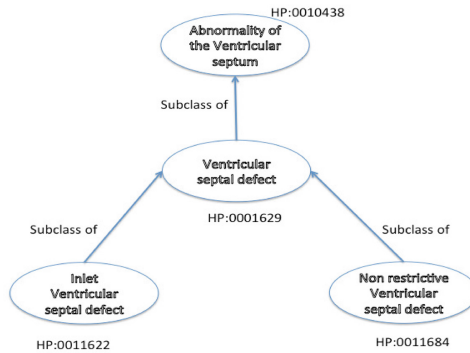 HP:0010438
Abnormality of
the Ventricular
septum
Subclass of
Ventricular
septal defect
HP:0001629
Subclass of
Subclass of
Inlet
Ventricular
septal defect
Non restrictive
Ventricular
septal defect
HP:0011622
HP:0011684